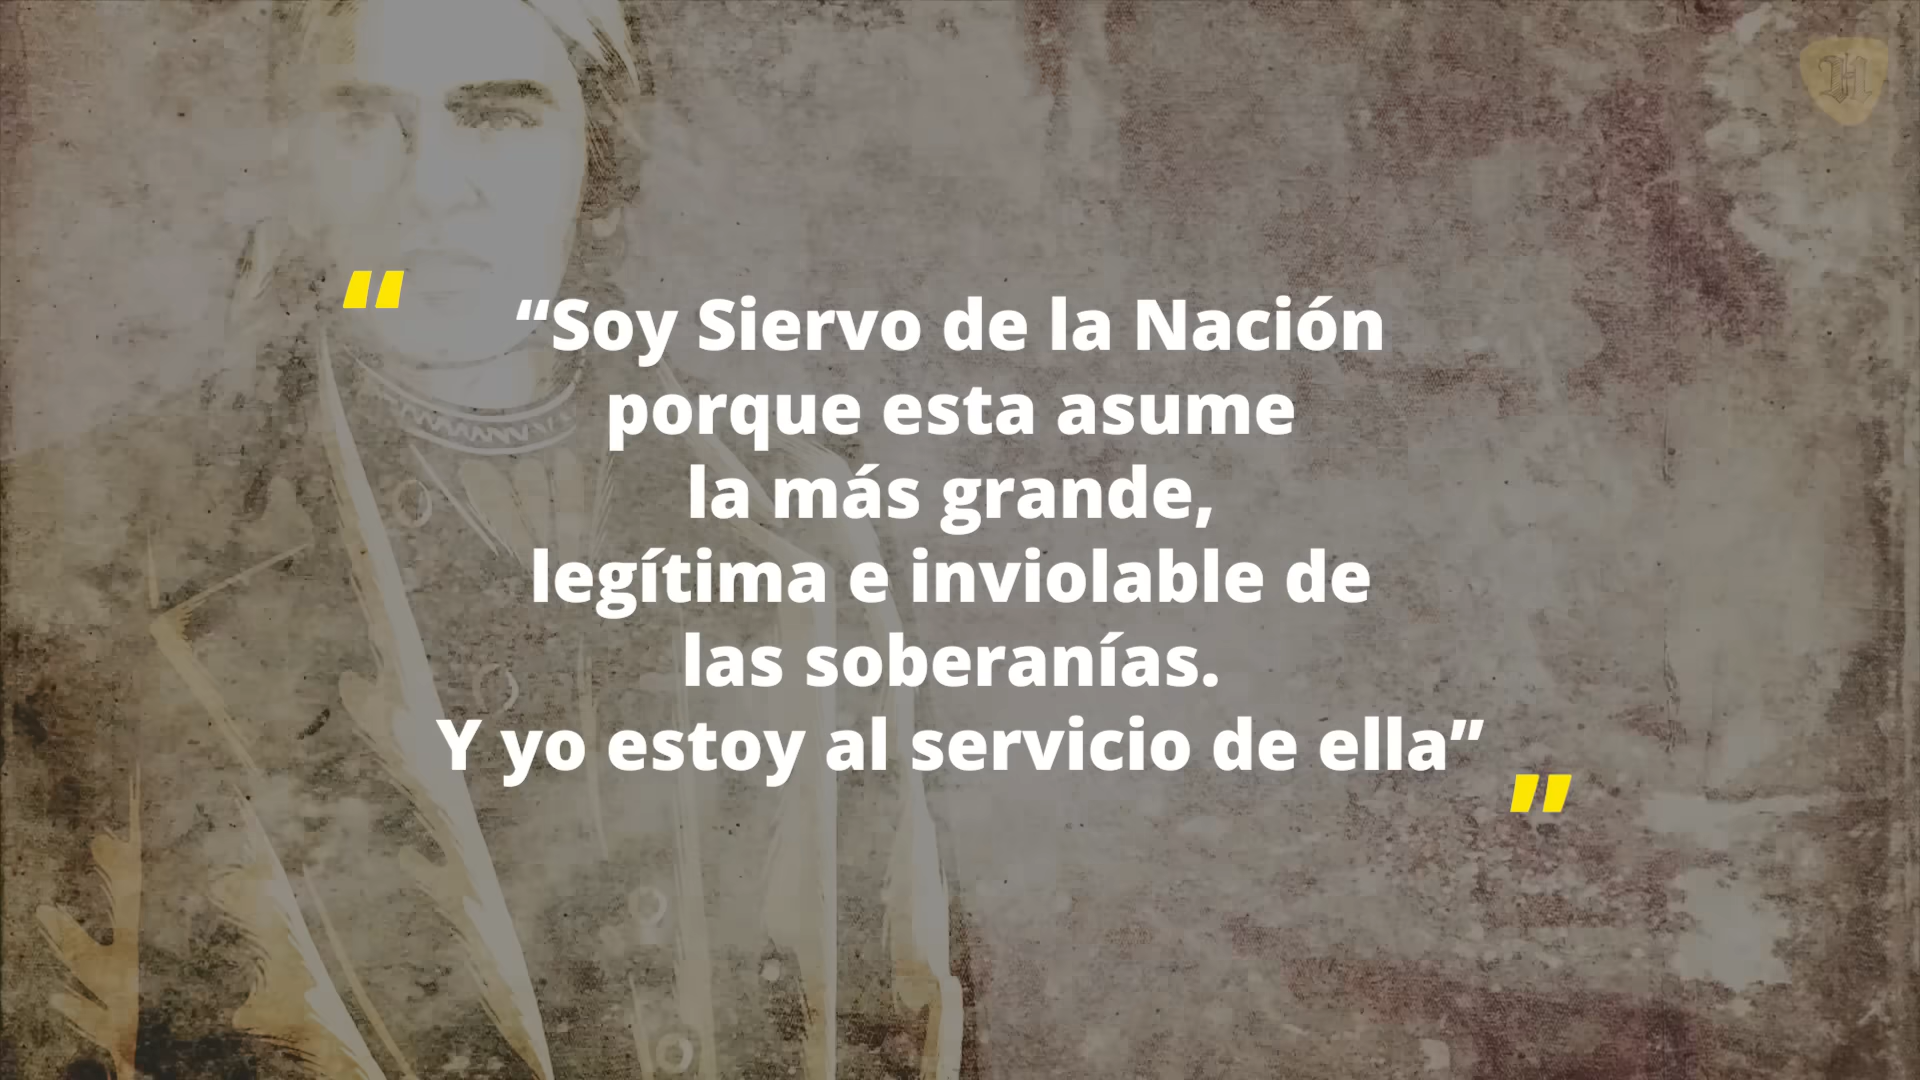 “Soy Siervo de la Nación
porque esta asume
la más grande,
legítima e inviolable de
las soberanías.
Y yo estoy al servicio de ella”